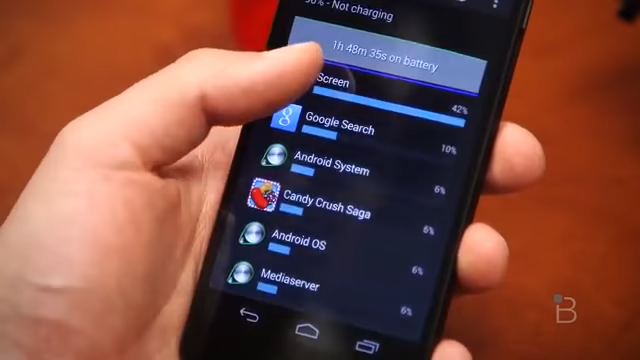 - Not charging
1h 48m 35s on battery
Screen
42%
Google Search
10%
Android System
6%
Candy Crush Saga
6%
Android OS
6%
Mediaserver
6%
B